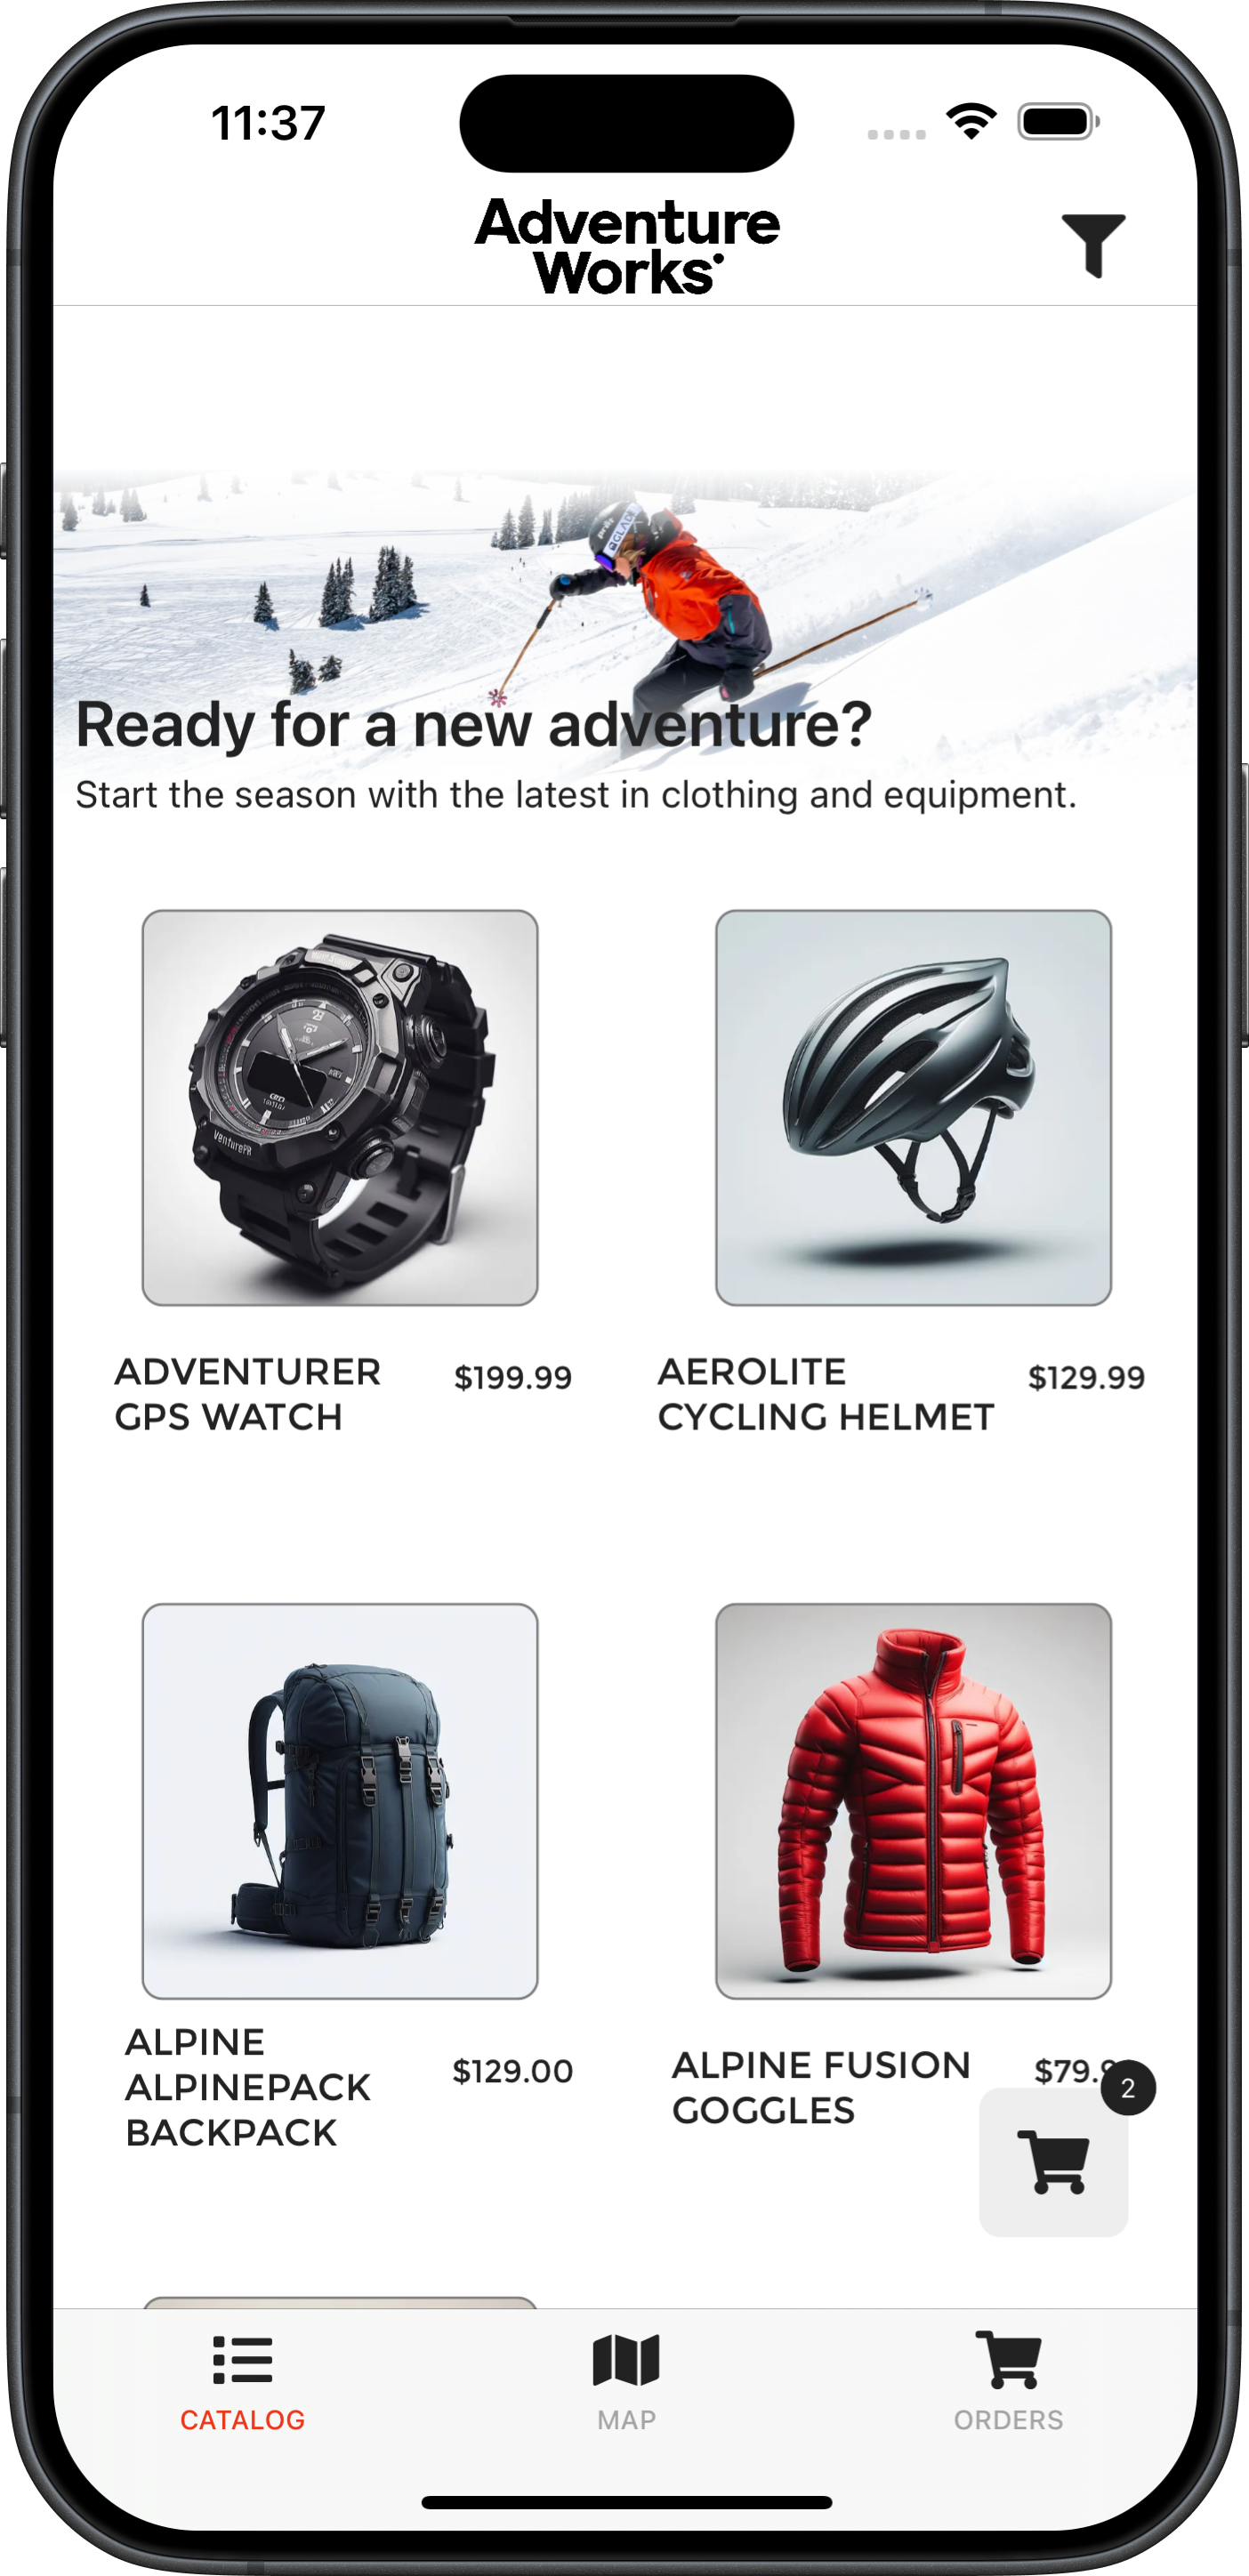 11:37
Adventure
Works
Ready for a new adventure?
Start the season with the latest in clothing and equipment.
VenturePR
ADVENTURER
GPS WATCH
$199.99
AEROLITE
CYCLING HELMET
$129.99
ALPINE
ALPINEPACK
BACKPACK
$129.00
ALPINE FUSION
GOGGLES
$79.9
2
CATALOG
MAP
ORDERS